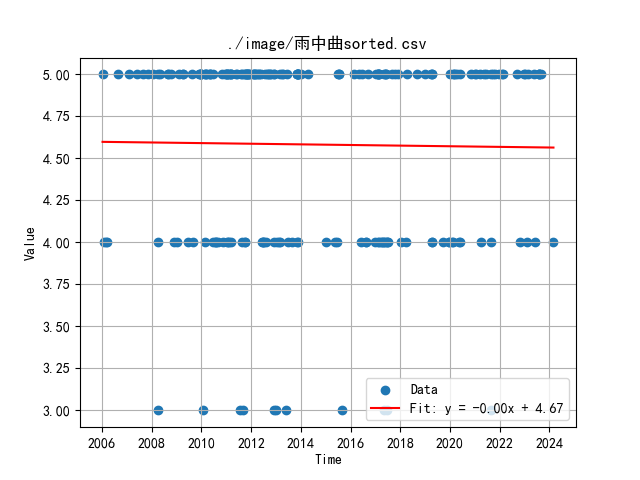 ./image/雨中曲sorted.csv
5.00
4.75
4.50
4.25
4.00
3.75
3.50
3.25
3.00
Value
Data
Fit: y = -0.00x + 4.67
2006 2008 2010 2012 2014 2016 2018 2020 2022 2024
Time